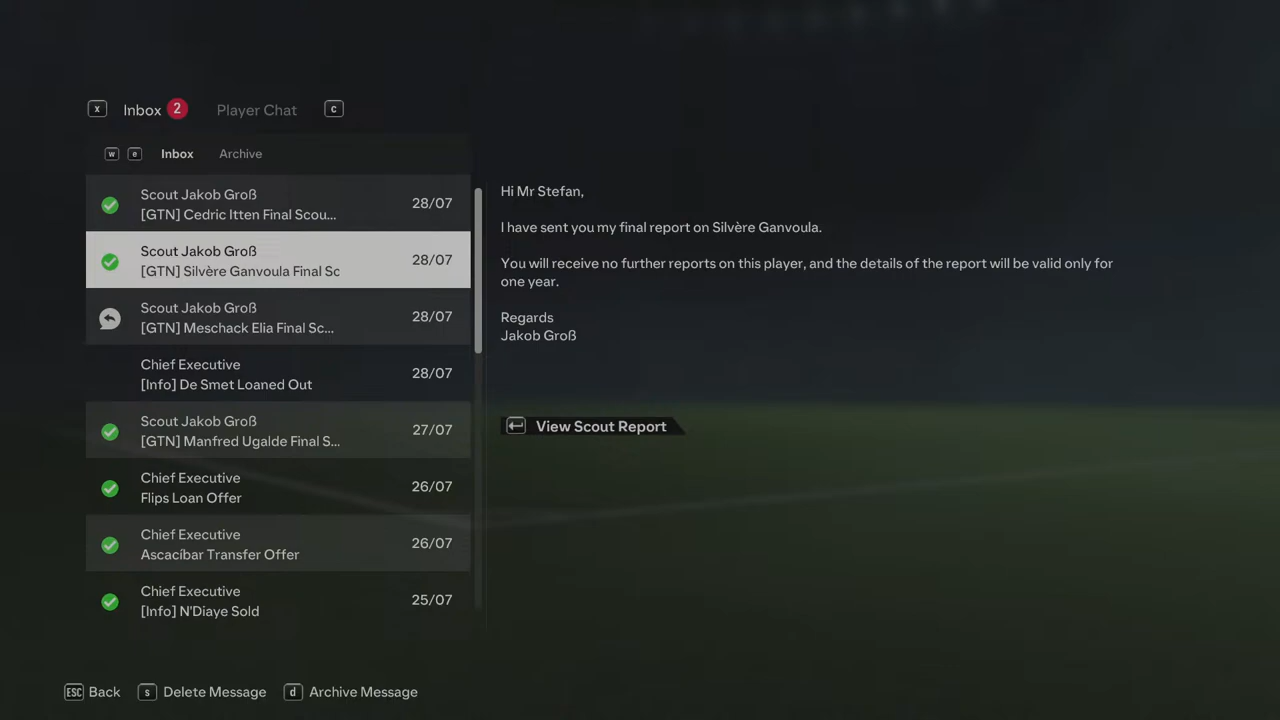 x Inbox 2 Player Chat c
w e Inbox Archive
Scout Jakob Groß
[GTN] Cedric Itten Final Scou...
28/07
Scout Jakob Groß
[GTN] Silvère Ganvoula Final Sc
28/07
Scout Jakob Groß
[GTN] Meschack Elia Final Sc...
28/07
Chief Executive
[Info] De Smet Loaned Out
28/07
Scout Jakob Groß
[GTN] Manfred Ugalde Final S...
27/07
Chief Executive
Flips Loan Offer
26/07
Chief Executive
Ascacíbar Transfer Offer
26/07
Chief Executive
[Info] N'Diaye Sold
25/07
Hi Mr Stefan,
I have sent you my final report on Silvère Ganvoula.
You will receive no further reports on this player, and the details of the report will be valid only for
one year.
Regards
Jakob Groß
View Scout Report
ESC Back s Delete Message d Archive Message